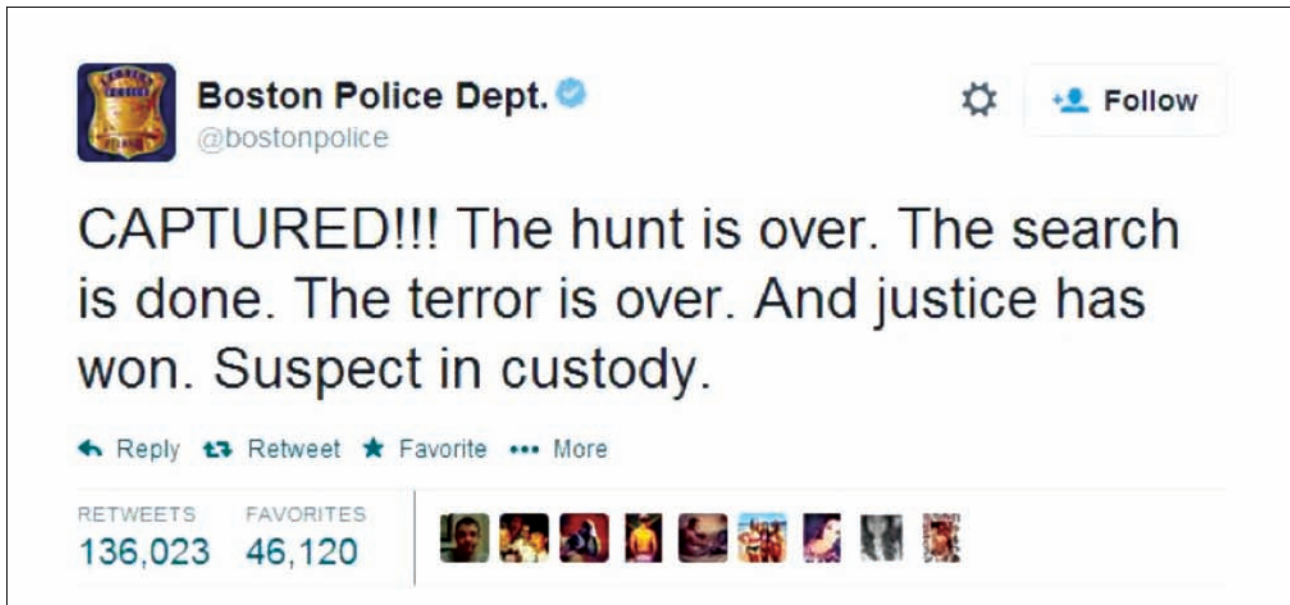 Boston Police Dept.
@bostonpolice
Follow
CAPTURED!!! The hunt is over. The search
is done. The terror is over. And justice has
won. Suspect in custody.
Reply Retweet Favorite More
RETWEETS FAVORITES
136,023 46,120